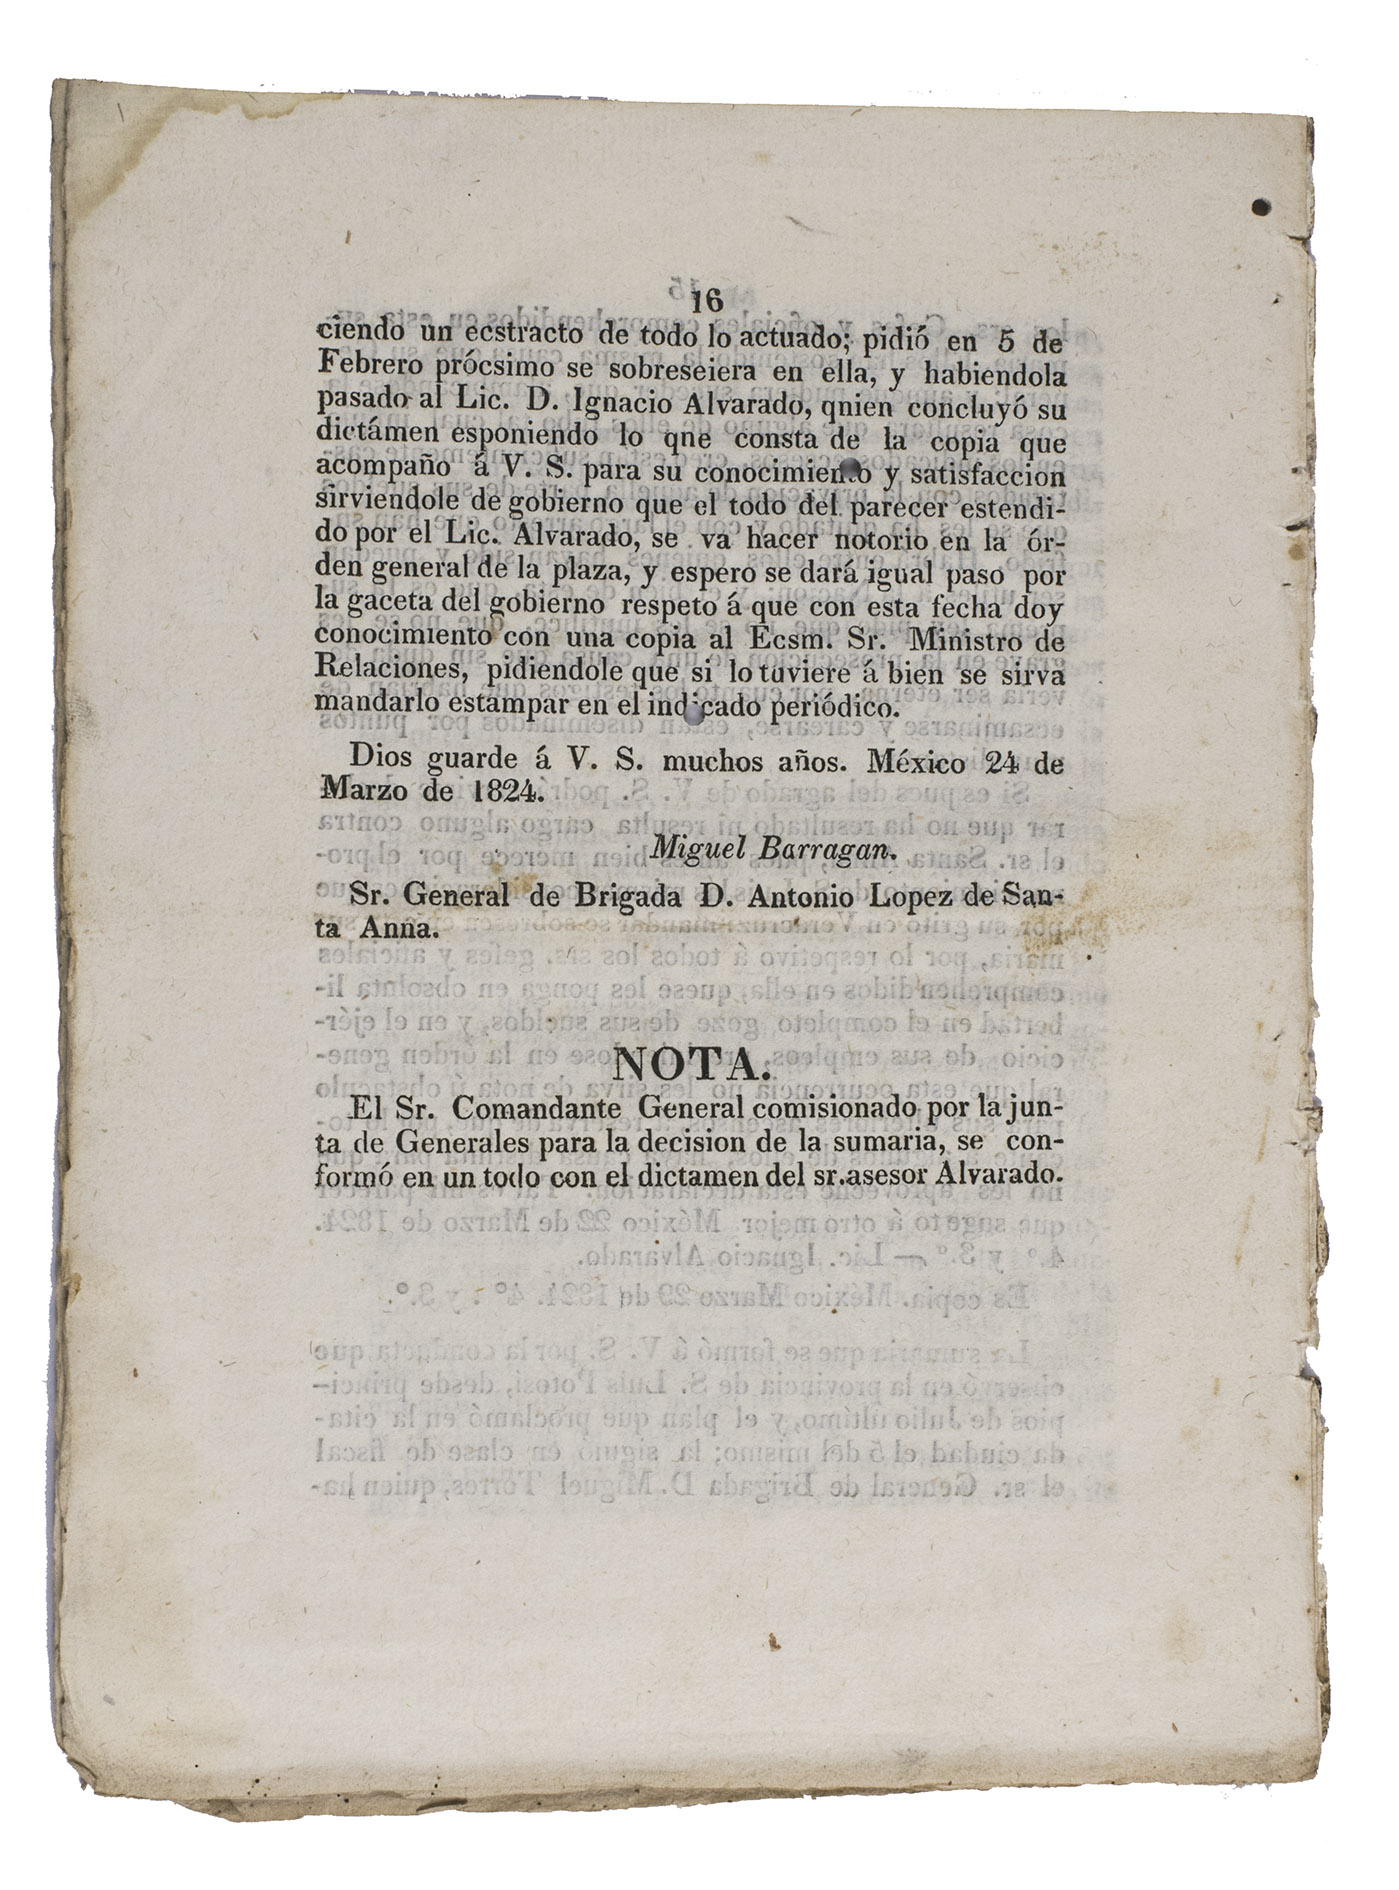 16
ciendo un ecstracto de todo lo actuado; pidió en 5 de
Febrero prócsimo se sobreseiera en ella, y habiendola
pasado al Lic. D. Ignacio Alvarado, qnien concluyó su
dictámen esponiendo lo qne consta de la copia que
acompaño á V. S. para su conocimiento y satisfaccion
sirviendole de gobierno que el todo del parecer estendi-
do por el Lic. Alvarado, se va hacer notorio en la ór-
den general de la plaza, y espero se dará igual paso por
la gaceta del gobierno respeto á que con esta fecha doy
conocimiento con una copia al Ecsm. Sr. Ministro de
Relaciones, pidiendole que si lo tuviere á bien se sirva
mandarlo estampar en el indicado periódico.
Dios guarde á V. S. muchos años. México 24 de
Marzo de 1824.
Miguel Barragan.
Sr. General de Brigada D. Antonio Lopez de San-
ta Anna.
NOTA.
El Sr. Comandante General comisionado por la jun-
ta de Generales para la decision de la sumaria, se con-
formó en un todo con el dictamen del sr. asesor Alvarado.